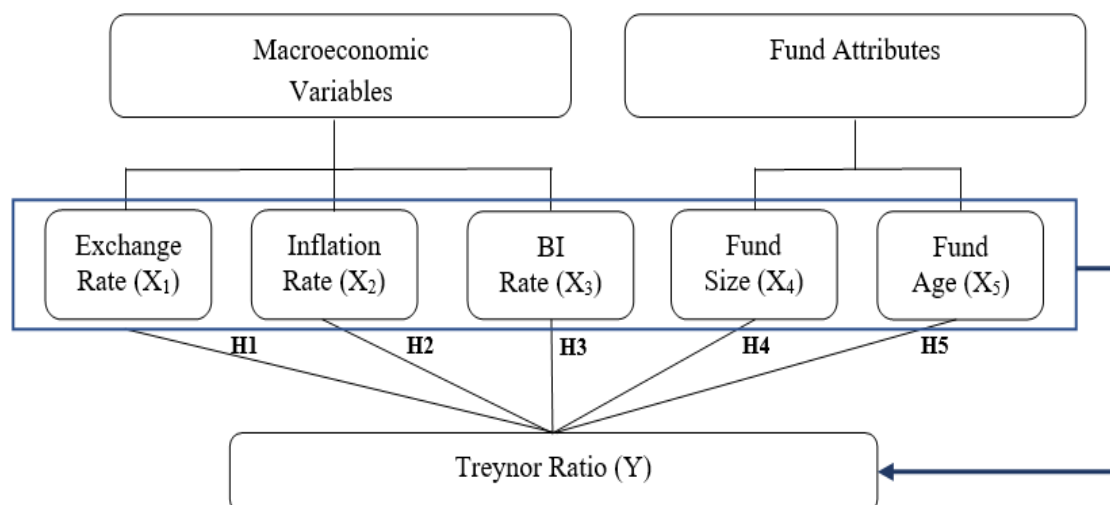 Macroeconomic
Variables
Fund Attributes
Exchange
Rate (X₁)
Inflation
Rate (X₂)
BI
Rate (X₃)
Fund
Size (X₄)
Fund
Age (X₅)
H1
H2
H3
H4
H5
Treynor Ratio (Y)